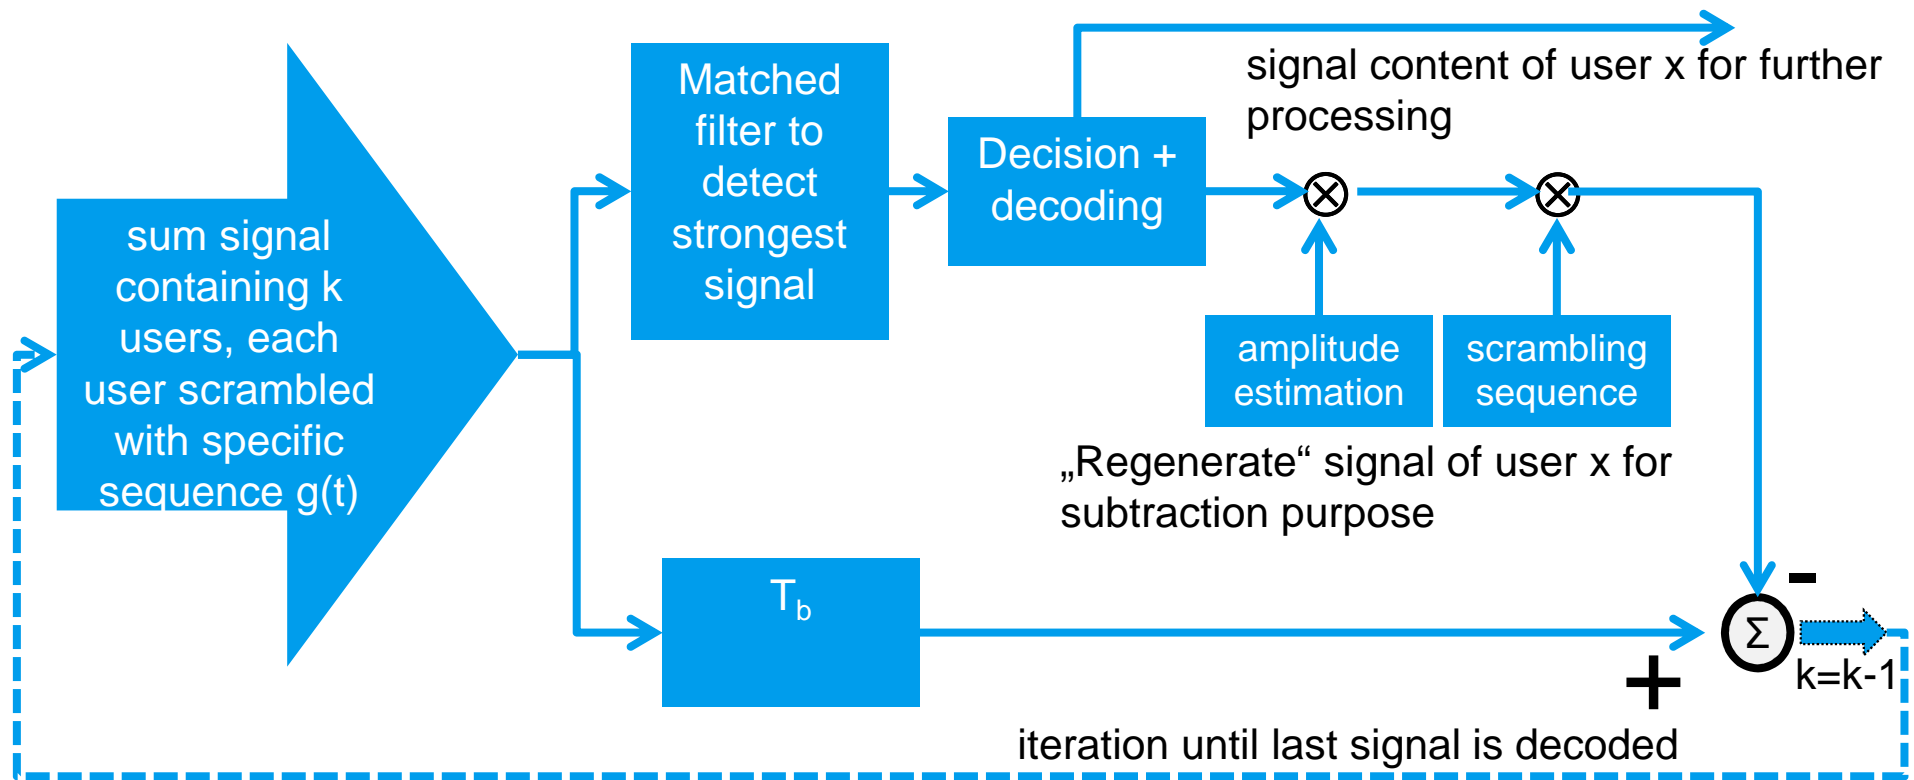 sum signal
containing k
users, each
user scrambled
with specific
sequence g(t)
Matched
filter to
detect
strongest
signal
Decision +
decoding
signal content of user x for further
processing
amplitude
estimation
scrambling
sequence
„Regenerate“ signal of user x for
subtraction purpose
T_b
-
Σ
+
k=k-1
iteration until last signal is decoded